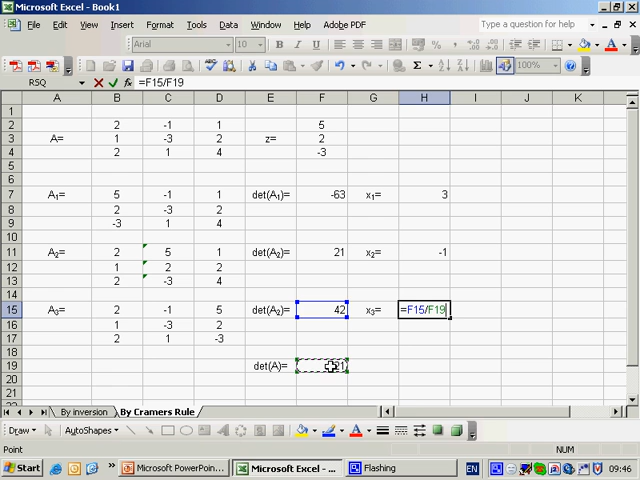 Microsoft Excel - Book1
File Edit View Insert Format Tools Data Window Help Adobe PDF Type a question for help
Arial 10 B I U % ,
Σ 100%
RSQ =F15/F19
A B C D E F G H I J K
1
2 2 -1 1 5
3 A= 1 -3 2 z= 2
4 2 1 4 -3
5
6
7 A₁= 5 -1 1 det(A₁)= -63 x₁= 3
8 2 -3 2
9 -3 1 4
10
11 A₂= 2 5 1 det(A₂)= 21 x₂= -1
12 1 2 2
13 2 -3 4
14
15 A₃= 2 -1 5 det(A₂)= 42 x₃= =F15/F19
16 1 -3 2
17 2 1 -3
18
19 det(A)= 21
20
21
By inversion By Cramers Rule
Draw AutoShapes
Point NUM
Start Microsoft PowerPoin... Microsoft Excel - Boo... Flashing EN 09:46